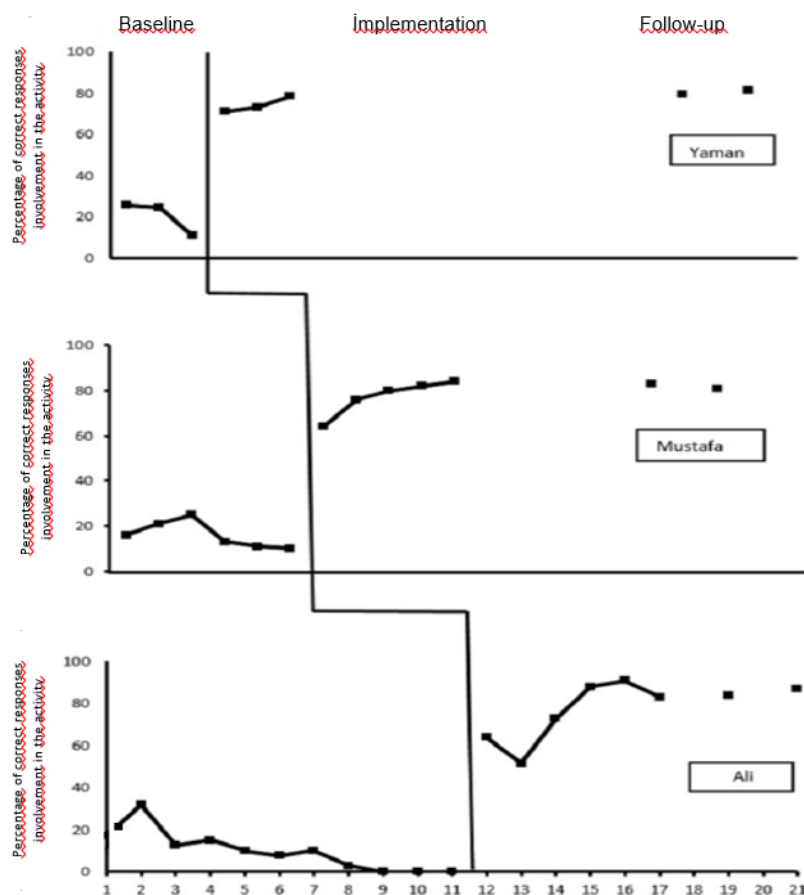 Baseline İmplementation Follow-up
Percentage of correct responses
involvement in the activity.
100
80
60
40
20
0
Yaman
Percentage of correct responses
involvement in the activity.
100
80
60
40
20
0
Mustafa
Percentage of correct responses
involvement in the activity.
100
80
60
40
20
0
Ali
1 2 3 4 5 6 7 8 9 10 11 12 13 14 15 16 17 18 19 20 21